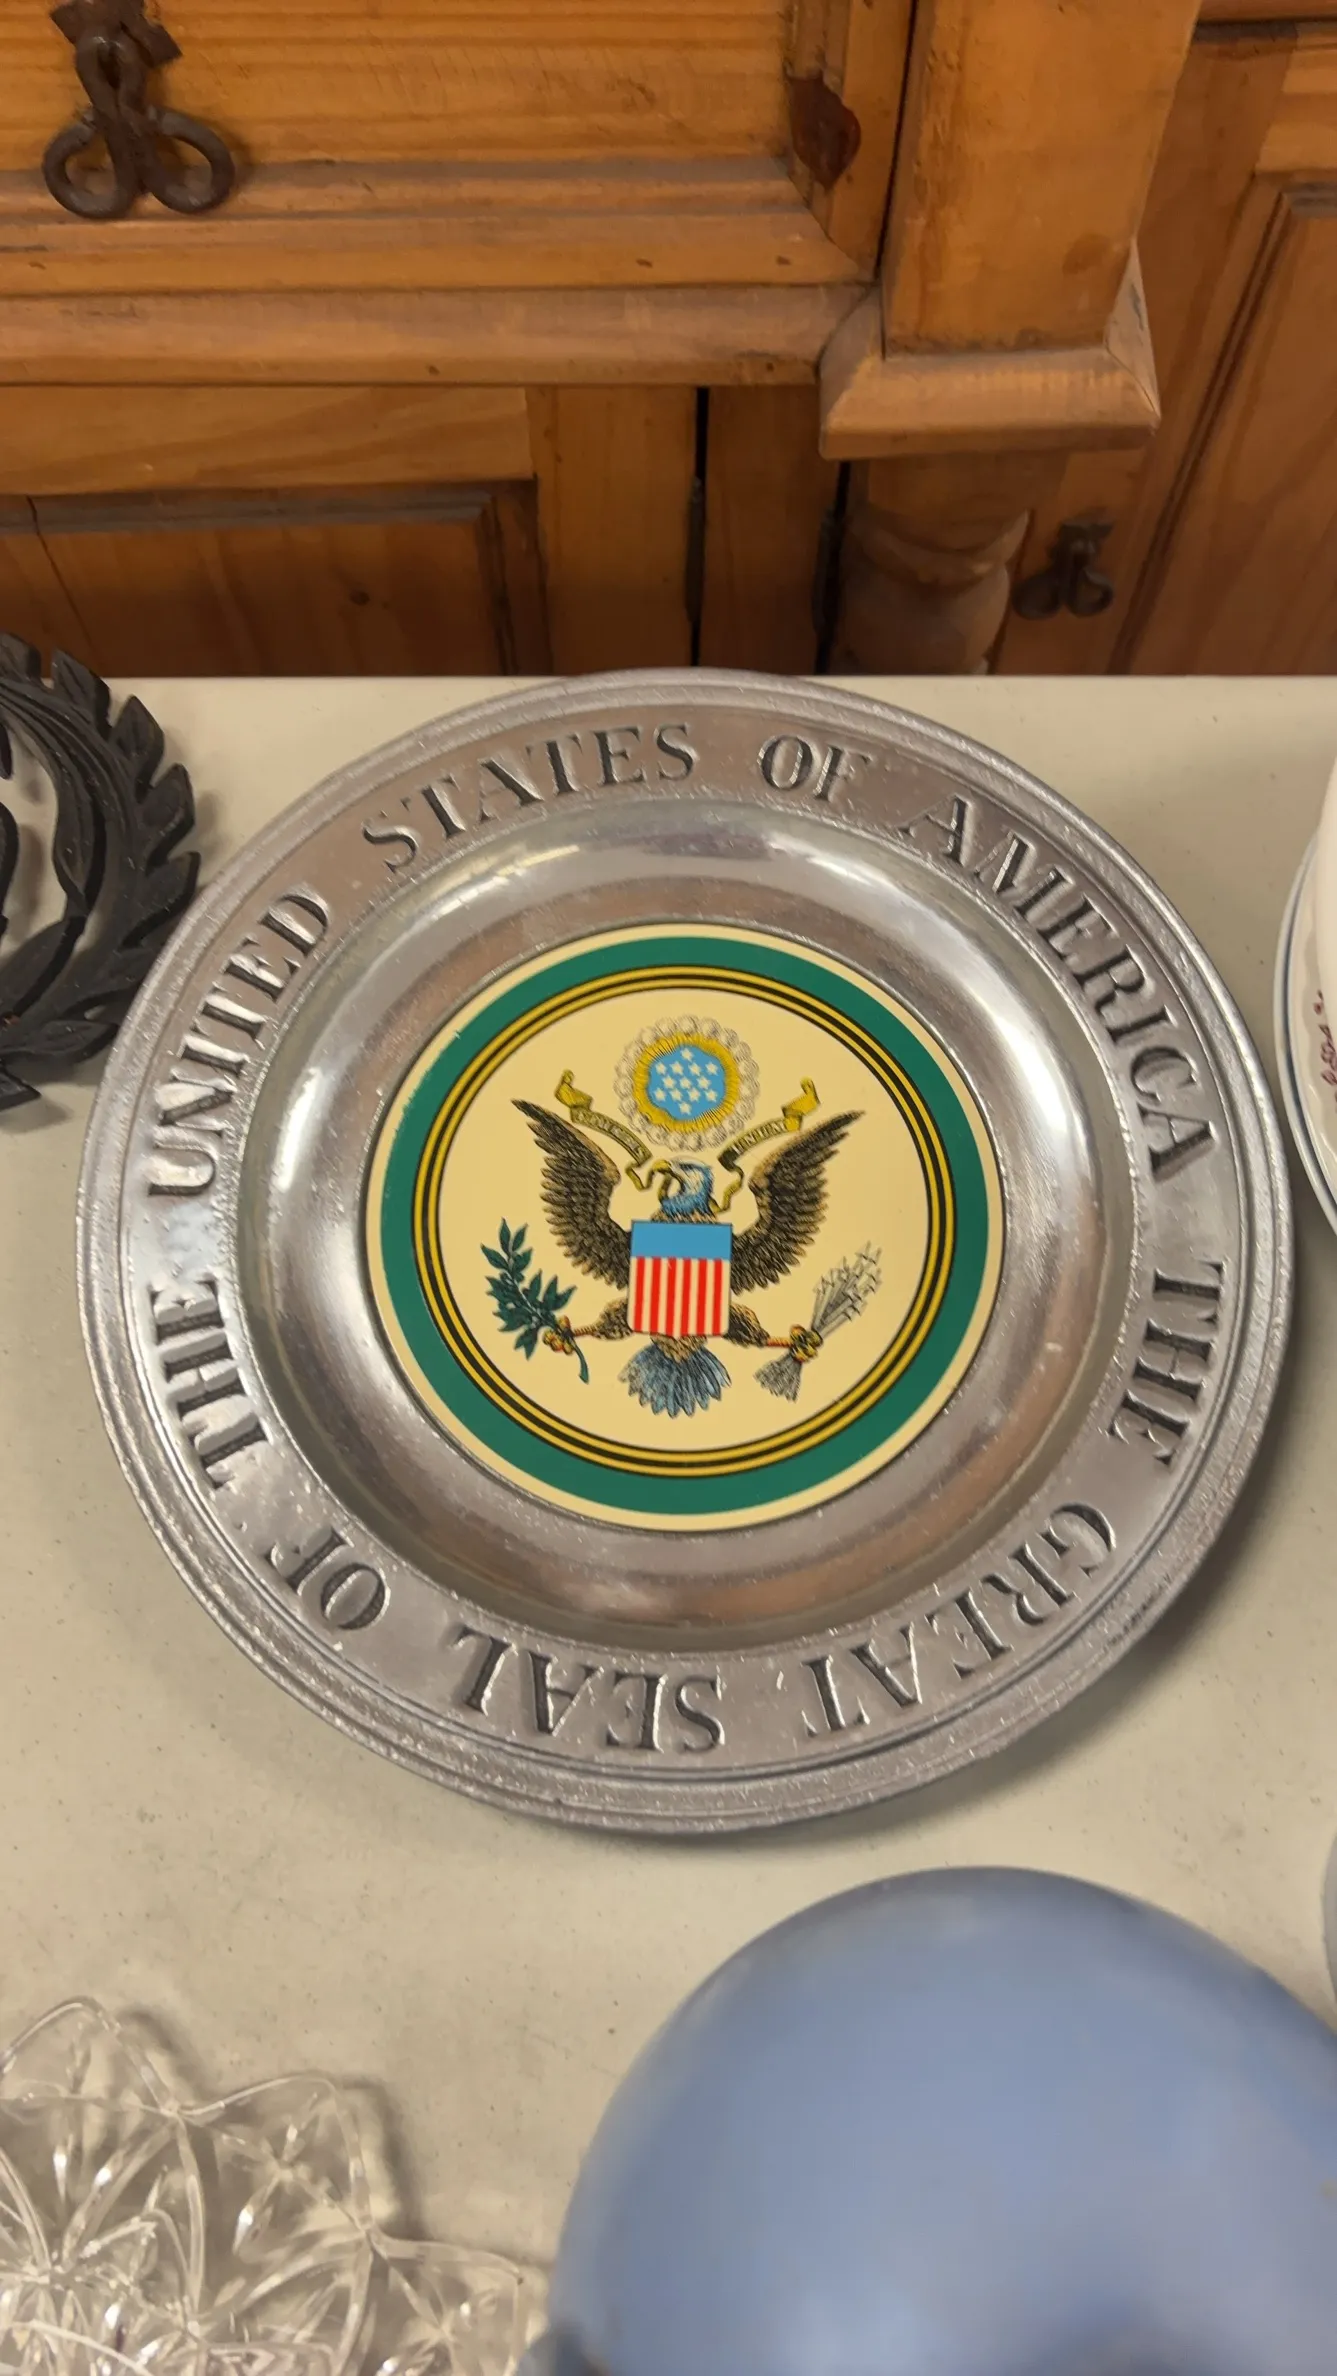 THE GREAT SEAL OF THE UNITED STATES OF AMERICA